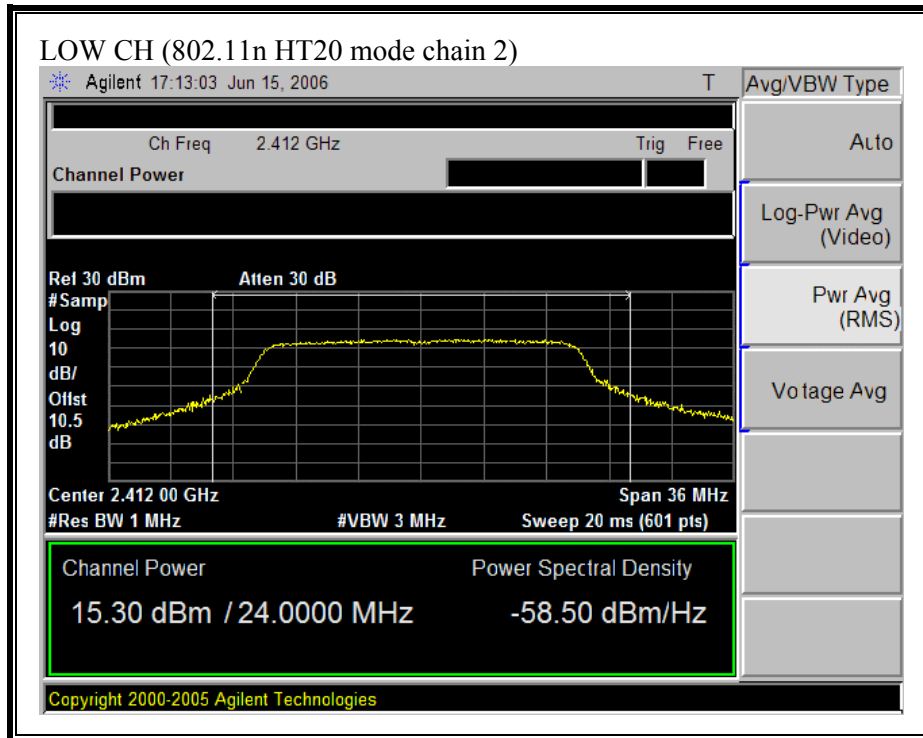 LOW CH (802.11n HT20 mode chain 2)
Agilent 17:13:03 Jun 15, 2006 T
Avg/VBW Type
Ch Freq 2.412 GHz Trig Free
Channel Power
Auto
Log-Pwr Avg
(Video)
Pwr Avg
(RMS)
Votage Avg
Ref 30 dBm Atten 30 dB
#Samp
Log
10
dB/
Offst
10.5
dB
Center 2.412 00 GHz Span 36 MHz
#Res BW 1 MHz #VBW 3 MHz Sweep 20 ms (601 pts)
Channel Power Power Spectral Density
15.30 dBm / 24.0000 MHz -58.50 dBm/Hz
Copyright 2000-2005 Agilent Technologies